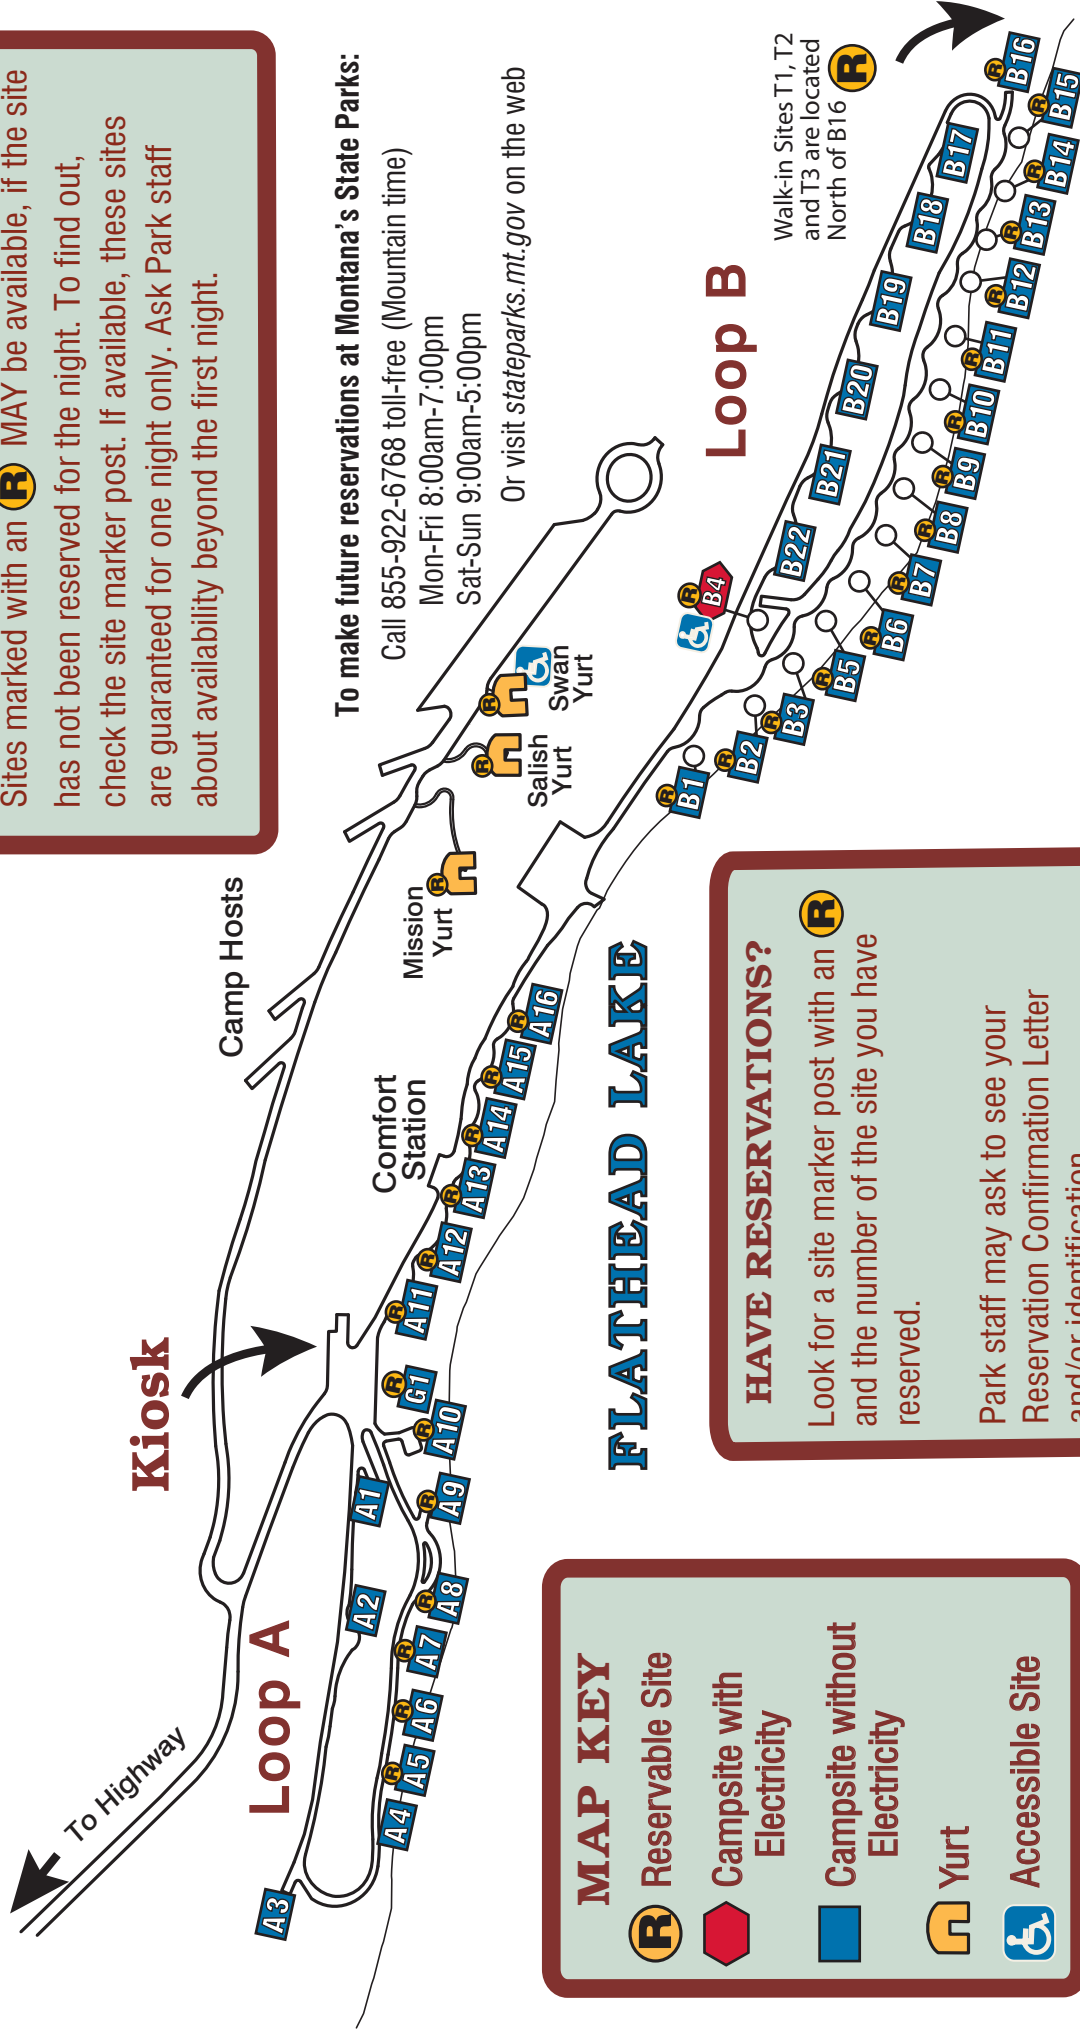 Sites marked with an R MAY be available, if the site
has not been reserved for the night. To find out,
check the site marker post. If available, these sites
are guaranteed for one night only. Ask Park staff
about availability beyond the first night.
To make future reservations at Montana's State Parks:
Call 855-922-6768 toll-free (Mountain time)
Mon-Fri 8:00am-7:00pm
Sat-Sun 9:00am-5:00pm
Or visit stateparks.mt.gov on the web
Walk-in Sites T1, T2
and T3 are located
North of B16 R
To Highway
Kiosk
Camp Hosts
Loop A
Comfort
Station
Mission
Yurt
R
Salish
Yurt
R
Swan
Yurt
R
Loop B
A3
A2
A1
A4
R A5
R A6
R A7
R A8
R A9
R A10
R G1
R A11
R A12
R A13
R A14
R A15
R A16
R B1
R B2
R B3
R B4
R B5
R B6
R B7
R B8
R B9
R B10
R B11
R B12
R B13
R B14
R B15
R B16
B17
B18
B19
B20
B21
B22
FLATHEAD LAKE
MAP KEY
R Reservable Site
Campsite with
Electricity
Campsite without
Electricity
Yurt
Accessible Site
HAVE RESERVATIONS?
Look for a site marker post with an R
and the number of the site you have
reserved.
Park staff may ask to see your
Reservation Confirmation Letter
and/or identification